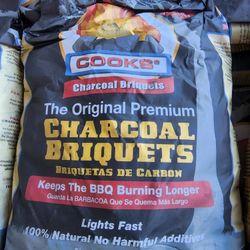 COOKS'
Charcoal Briquets
The Original Premium
CHARCOAL
BRIQUETS
BRIQUETAS DE CARBON
Keeps The BBQ Burning Longer
Guarda La BARBACOA Que Se Quema Más Largo
Lights Fast
100% Natural No Harmful Additives